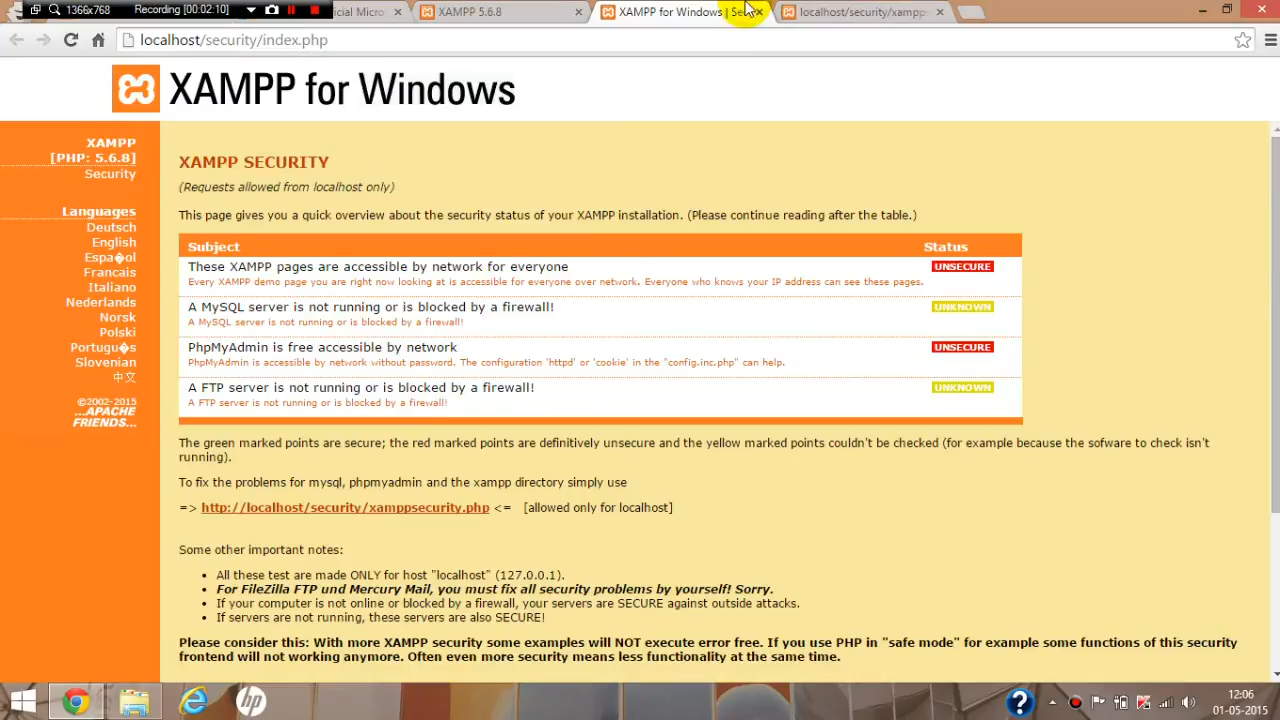 1366x768 Recording [00:02:10]
cial Micro
XAMPP 5.6.8
XAMPP for Windows | Se
localhost/security/xampps
localhost/security/index.php
XAMPP for Windows
XAMPP
[PHP: 5.6.8]
Security
Languages
Deutsch
English
Espa�ol
Francais
Italiano
Nederlands
Norsk
Polski
Portugu�s
Slovenian
中文
©2002-2015
...APACHE
FRIENDS...
XAMPP SECURITY
(Requests allowed from localhost only)
This page gives you a quick overview about the security status of your XAMPP installation. (Please continue reading after the table.)
Subject Status
These XAMPP pages are accessible by network for everyone UNSECURE
Every XAMPP demo page you are right now looking at is accessible for everyone over network. Everyone who knows your IP address can see these pages.
A MySQL server is not running or is blocked by a firewall! UNKNOWN
A MySQL server is not running or is blocked by a firewall!
PhpMyAdmin is free accessible by network UNSECURE
PhpMyAdmin is accessible by network without password. The configuration 'httpd' or 'cookie' in the "config.inc.php" can help.
A FTP server is not running or is blocked by a firewall! UNKNOWN
A FTP server is not running or is blocked by a firewall!
The green marked points are secure; the red marked points are definitively unsecure and the yellow marked points couldn't be checked (for example because the sofware to check isn't
running).
To fix the problems for mysql, phpmyadmin and the xampp directory simply use
=> http://localhost/security/xamppsecurity.php <= [allowed only for localhost]
Some other important notes:
• All these test are made ONLY for host "localhost" (127.0.0.1).
• For FileZilla FTP und Mercury Mail, you must fix all security problems by yourself! Sorry.
• If your computer is not online or blocked by a firewall, your servers are SECURE against outside attacks.
• If servers are not running, these servers are also SECURE!
Please consider this: With more XAMPP security some examples will NOT execute error free. If you use PHP in "safe mode" for example some functions of this security
frontend will not working anymore. Often even more security means less functionality at the same time.
hp
12:06
01-05-2015